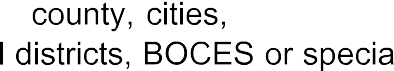 county, cities,
l districts, BOCES or specia